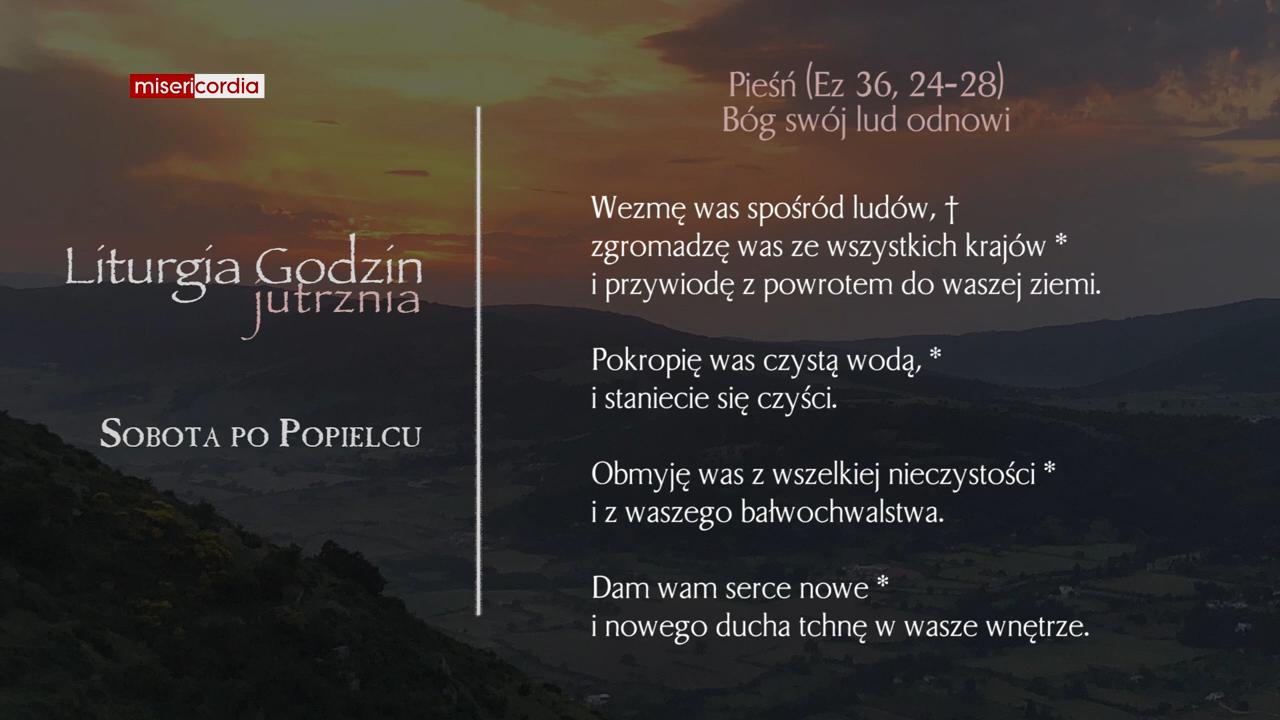 misericordia
Liturgia Godzin
jutrznia
Sobota po Popielcu
Pieśń (Ez 36, 24-28)
Bóg swój lud odnowi
Wezmę was spośród ludów, †
zgromadzę was ze wszystkich krajów *
i przywiodę z powrotem do waszej ziemi.
Pokropię was czystą wodą, *
i staniecie się czyści.
Obmyję was z wszelkiej nieczystości *
i z waszego bałwochwalstwa.
Dam wam serce nowe *
i nowego ducha tchnę w wasze wnętrze.